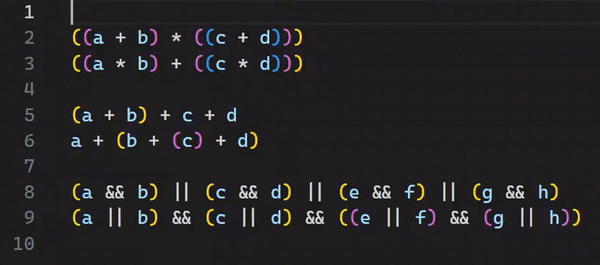 1
2 ((a + b) * ((c + d)))
3 ((a * b) + ((c * d)))
4
5 (a + b) + c + d
6 a + (b + (c) + d)
7
8 (a && b) || (c && d) || (e && f) || (g && h)
9 (a || b) && (c || d) && ((e || f) && (g || h))
10